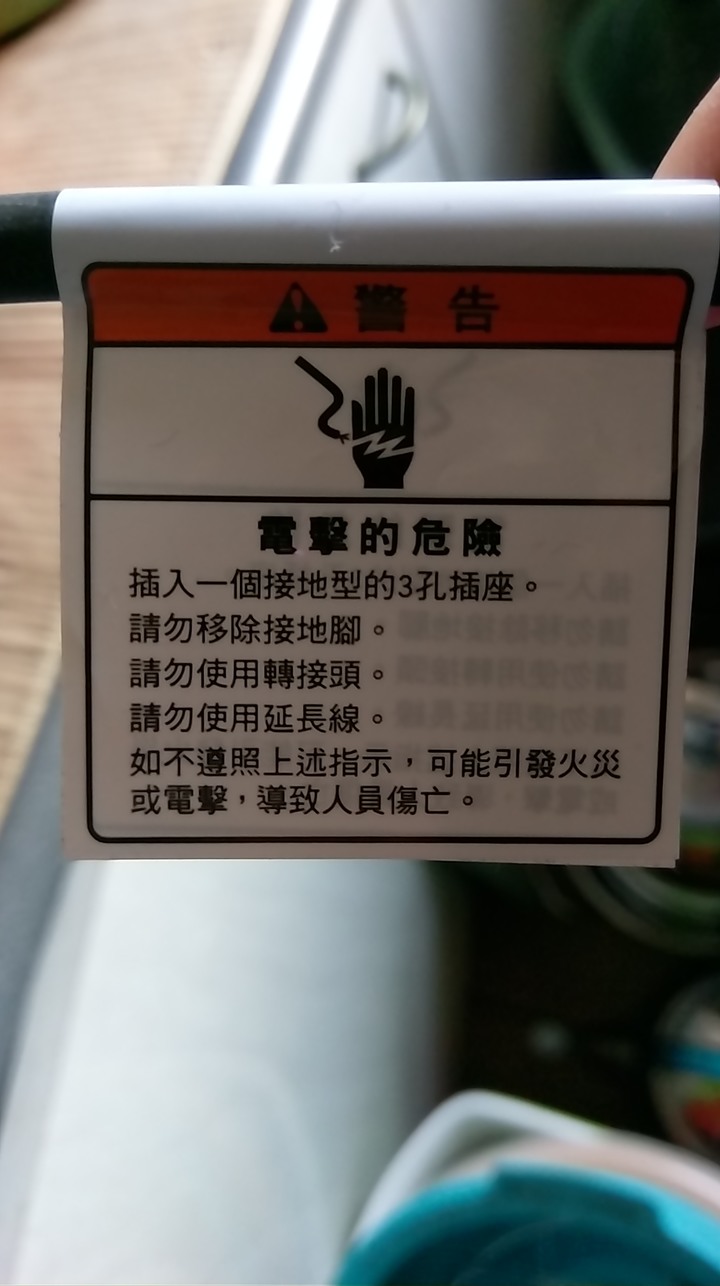 警告
電擊的危險
插入一個接地型的3孔插座。
請勿移除接地腳。
請勿使用轉接頭。
請勿使用延長線。
如不遵照上述指示，可能引發火災
或電擊，導致人員傷亡。